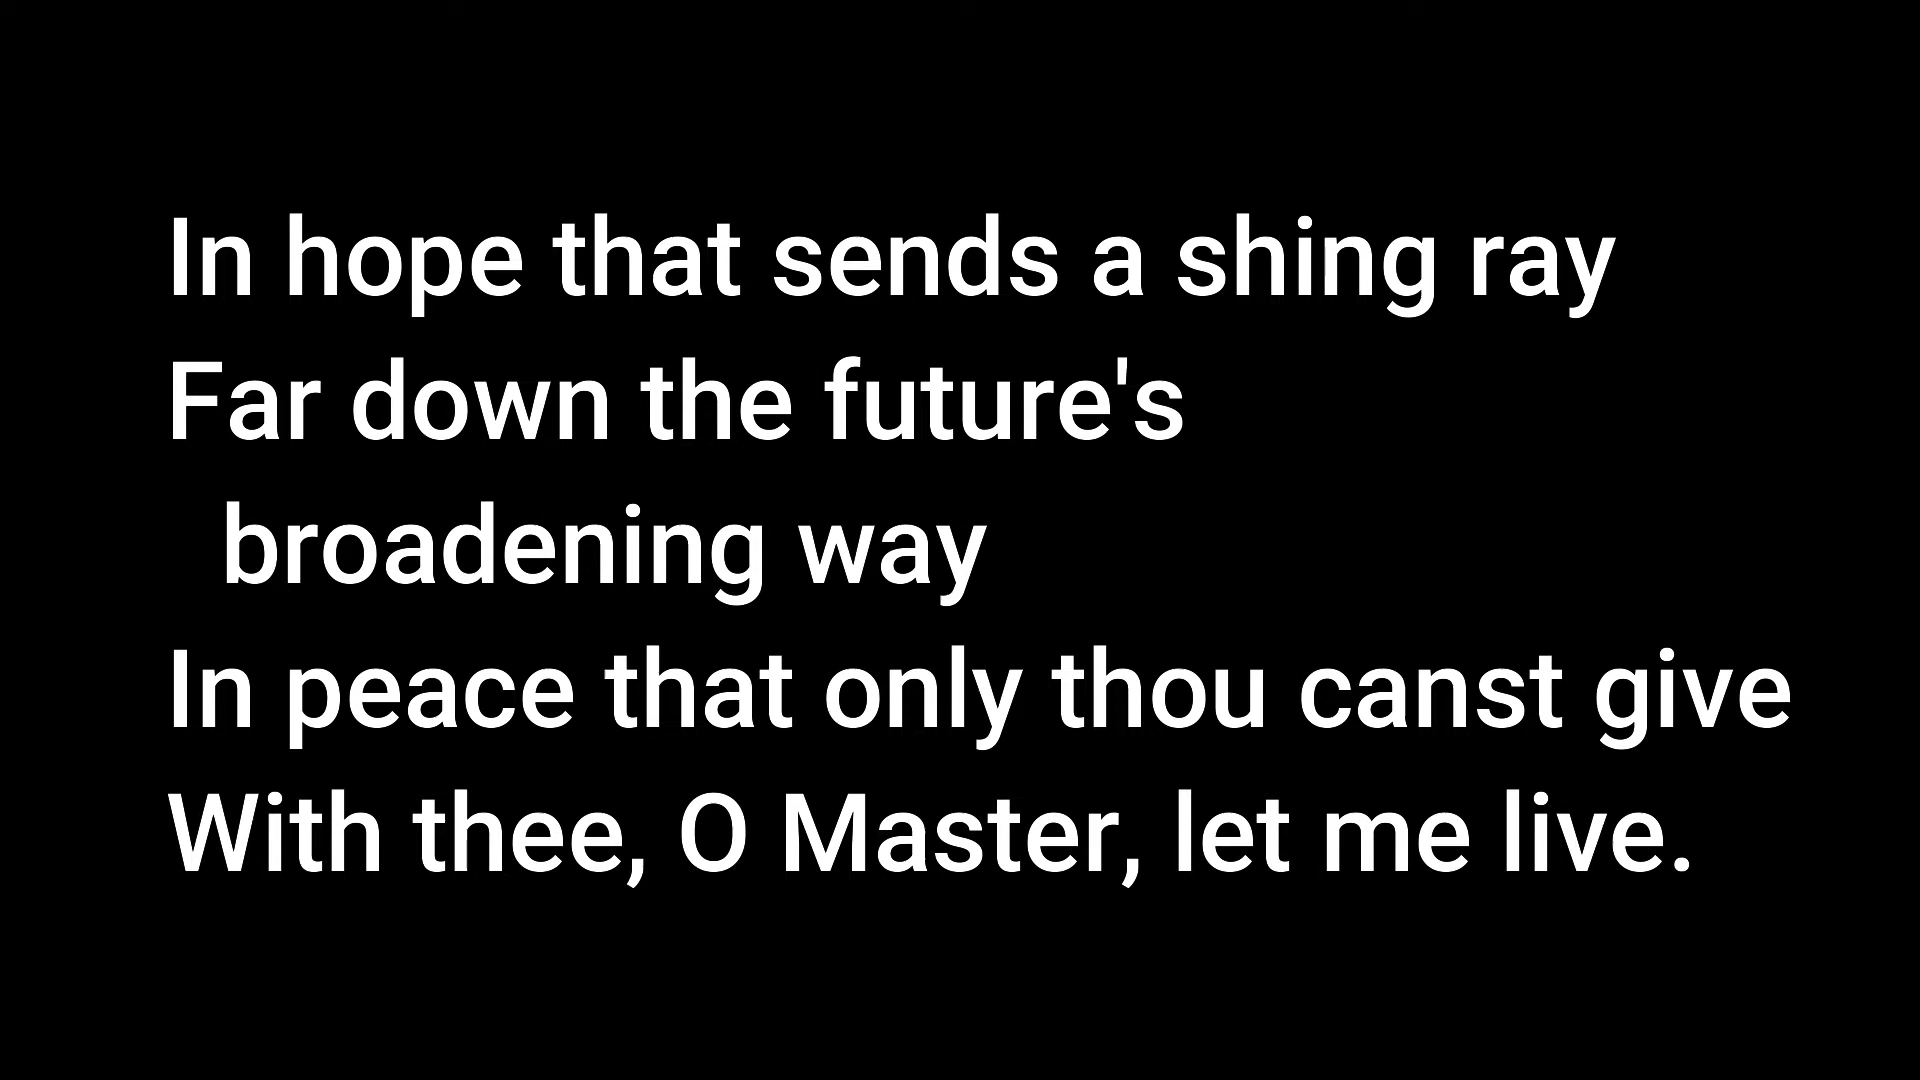 In hope that sends a shing ray
Far down the future's
broadening way
In peace that only thou canst give
With thee, O Master, let me live.